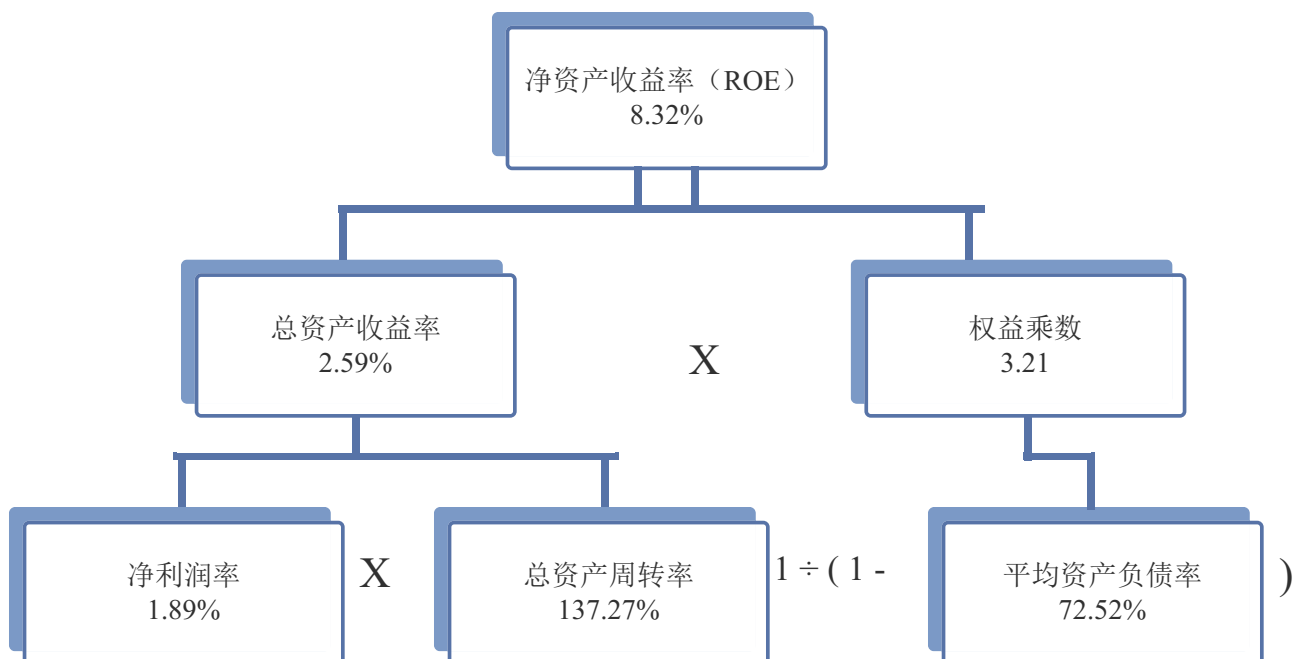 净资产收益率（ROE）
8.32%
总资产收益率
2.59%
X
权益乘数
3.21
净利润率
1.89%
X
总资产周转率
137.27%
1 ÷ ( 1 -
平均资产负债率
72.52%
)